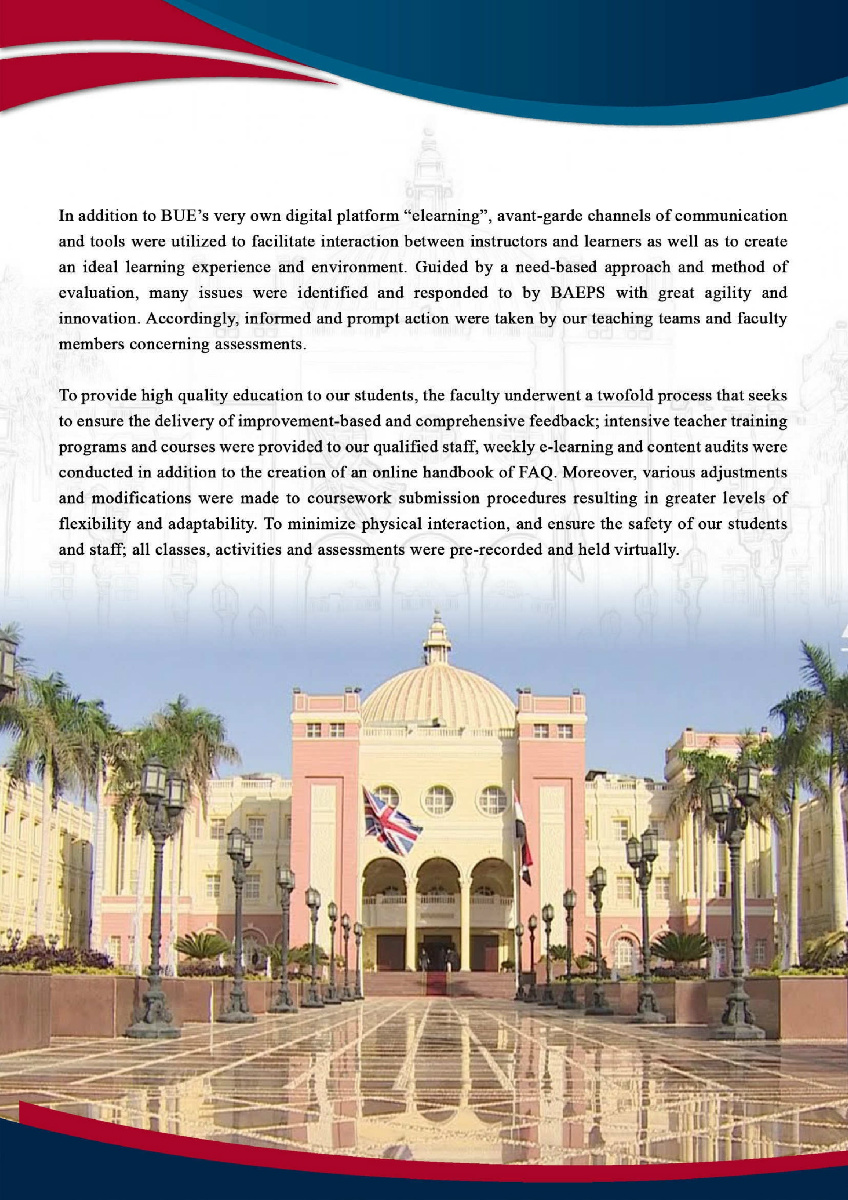 In addition to BUE’s very own digital platform “elearning”, avant-garde channels of communication
and tools were utilized to facilitate interaction between instructors and learners as well as to create
an ideal learning experience and environment. Guided by a need-based approach and method of
evaluation, many issues were identified and responded to by BAEPS with great agility and
innovation. Accordingly, informed and prompt action were taken by our teaching teams and faculty
members concerning assessments.
To provide high quality education to our students, the faculty underwent a twofold process that seeks
to ensure the delivery of improvement-based and comprehensive feedback; intensive teacher training
programs and courses were provided to our qualified staff, weekly e-learning and content audits were
conducted in addition to the creation of an online handbook of FAQ. Moreover, various adjustments
and modifications were made to coursework submission procedures resulting in greater levels of
flexibility and adaptability. To minimize physical interaction, and ensure the safety of our students
and staff; all classes, activities and assessments were pre-recorded and held virtually.